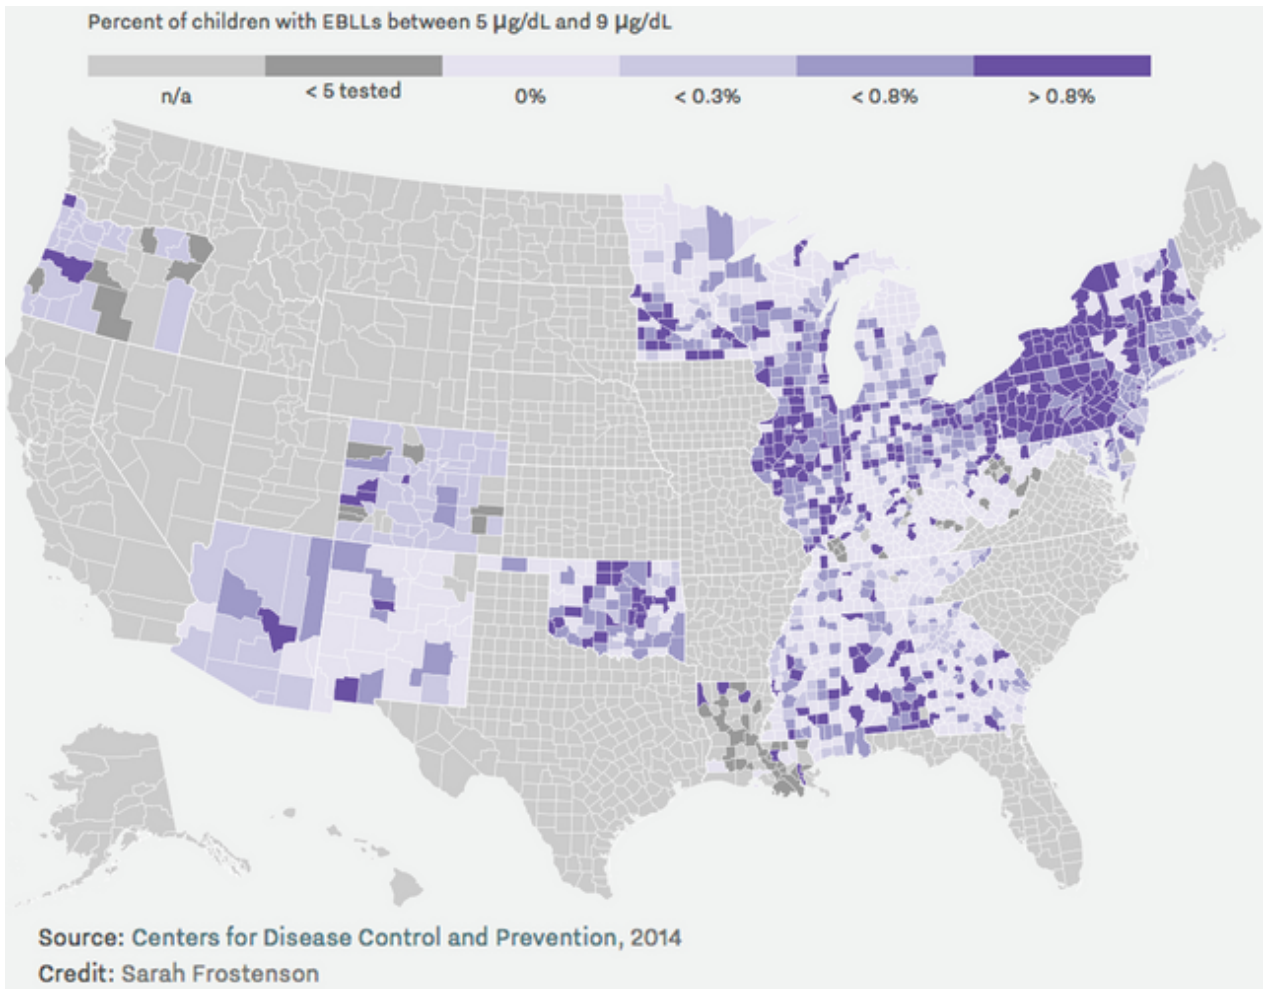 Percent of children with EBLLs between 5 μg/dL and 9 μg/dL
n/a < 5 tested 0% < 0.3% < 0.8% > 0.8%
Source: Centers for Disease Control and Prevention, 2014
Credit: Sarah Frostenson